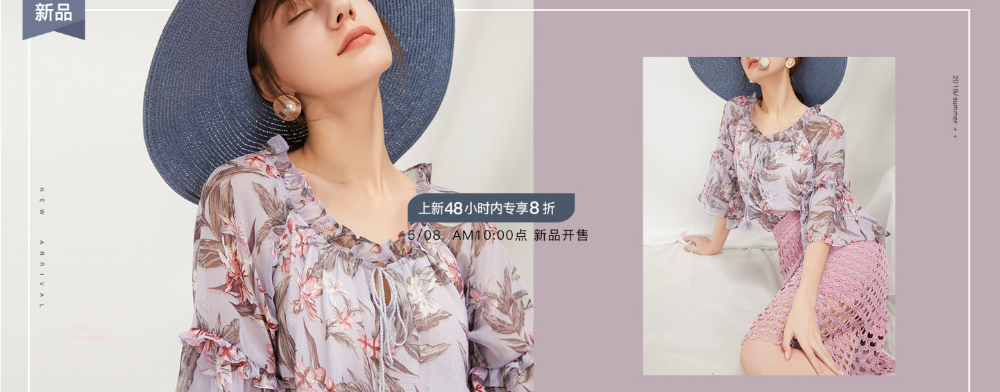 新品
NEW ARRIVAL
Lazy
new rules
上新48小时内专享8折
5/08 AM10:00点 新品开售
2018/summer + +